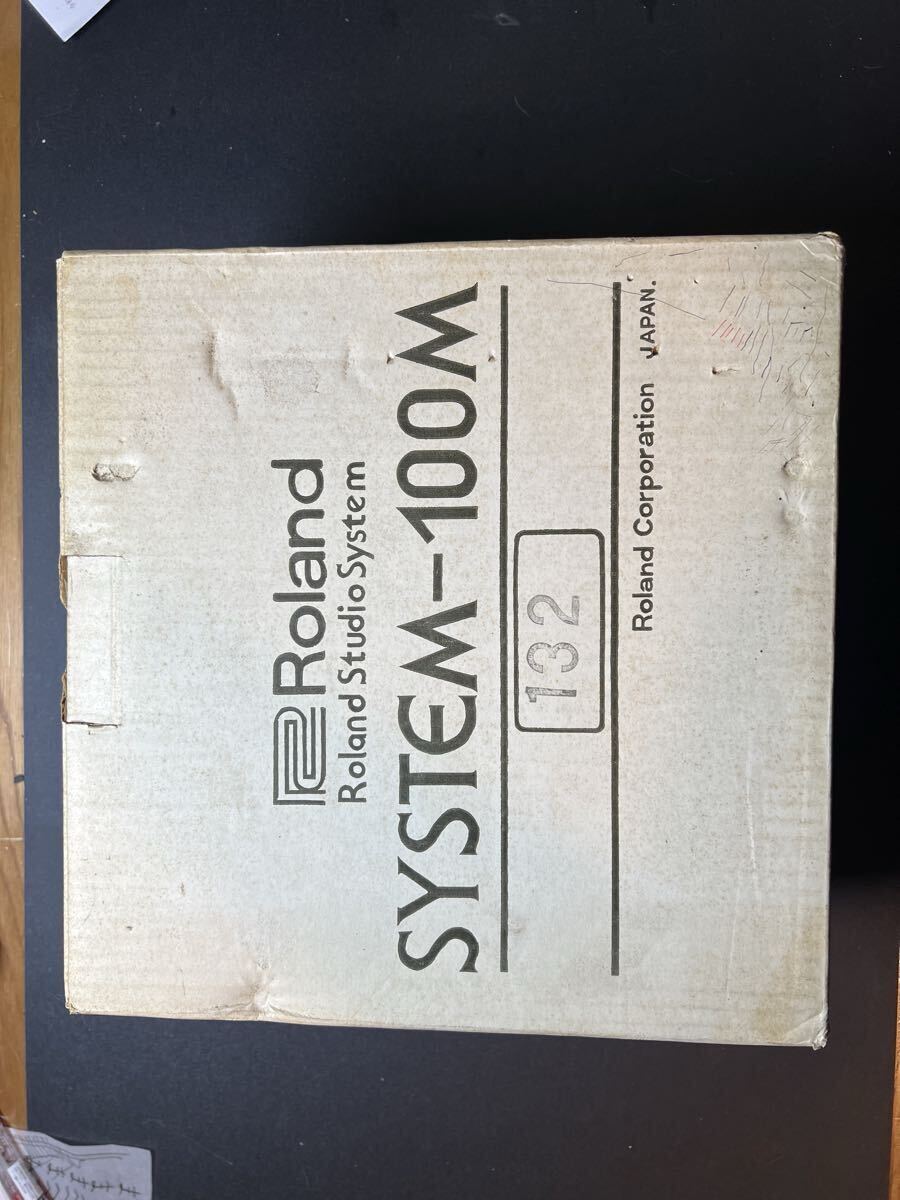 Roland
Roland Studio System
SYSTEM-100M
132
Roland Corporation JAPAN.